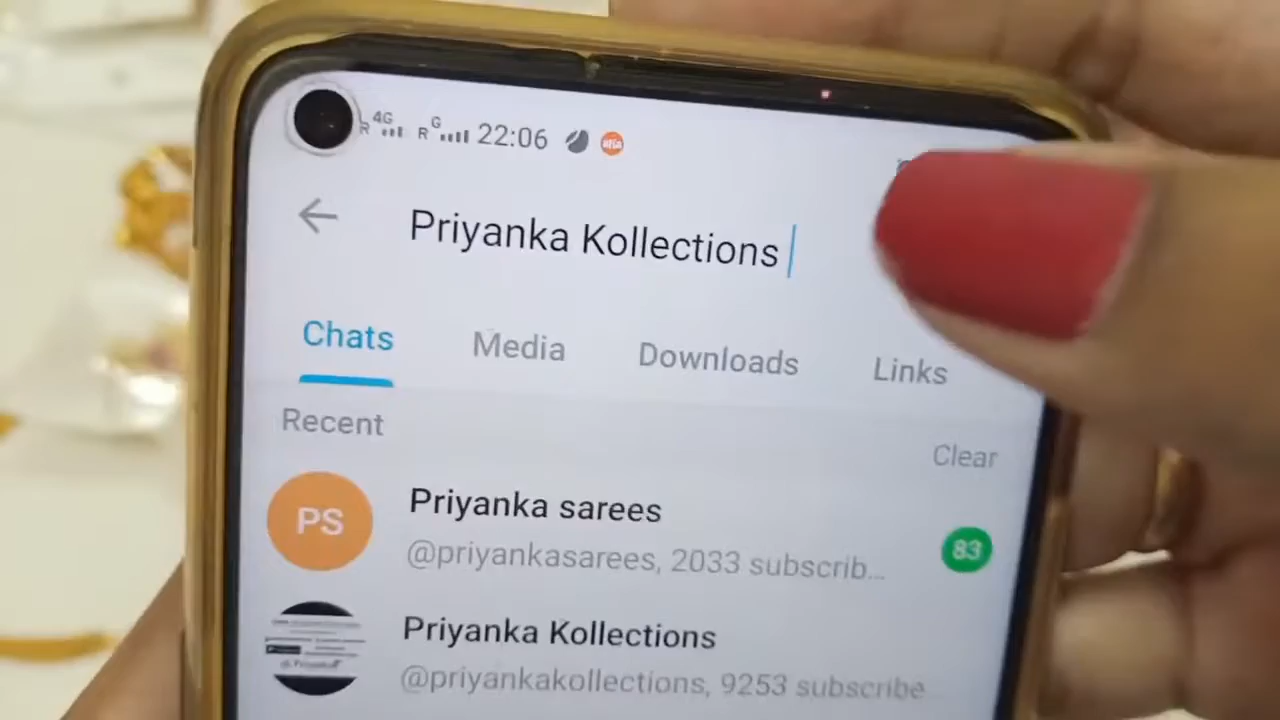 4G R G R 22:06
Priyanka Kollections
Chats Media Downloads Links
Recent
Clear
PS
Priyanka sarees
@priyankasarees, 2033 subscrib...
83
Priyanka Kollections
@priyankakollections, 9253 subscribe